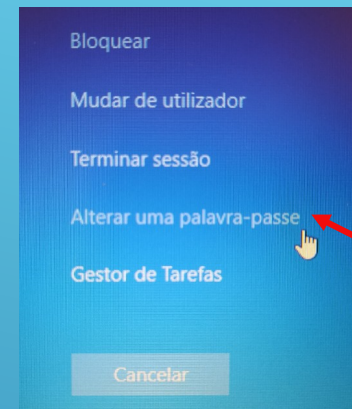 Bloquear
Mudar de utilizador
Terminar sessão
Alterar uma palavra-passe
Gestor de Tarefas
Cancelar